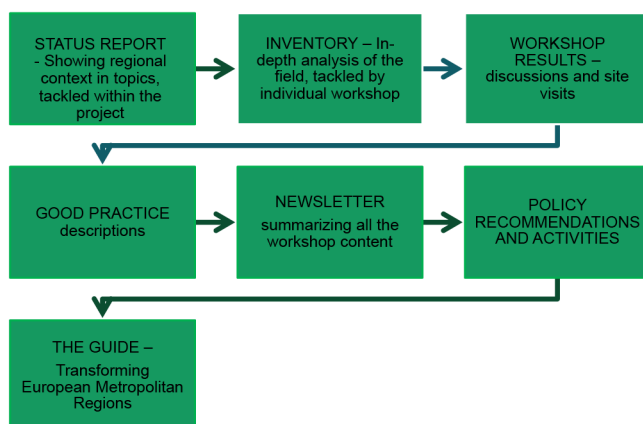 STATUS REPORT
- Showing regional
context in topics,
tackled within the
project
INVENTORY – In-
depth analysis of the
field, tackled by
individual workshop
WORKSHOP
RESULTS –
discussions and site
visits
GOOD PRACTICE
descriptions
NEWSLETTER
summarizing all the
workshop content
POLICY
RECOMMENDATIONS
AND ACTIVITIES
THE GUIDE –
Transforming
European Metropolitan
Regions